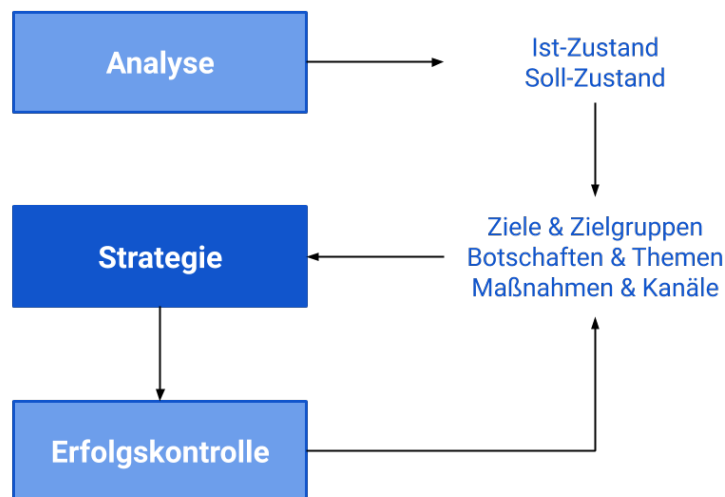 Analyse
Ist-Zustand
Soll-Zustand
Strategie
Ziele & Zielgruppen
Botschaften & Themen
Maßnahmen & Kanäle
Erfolgskontrolle